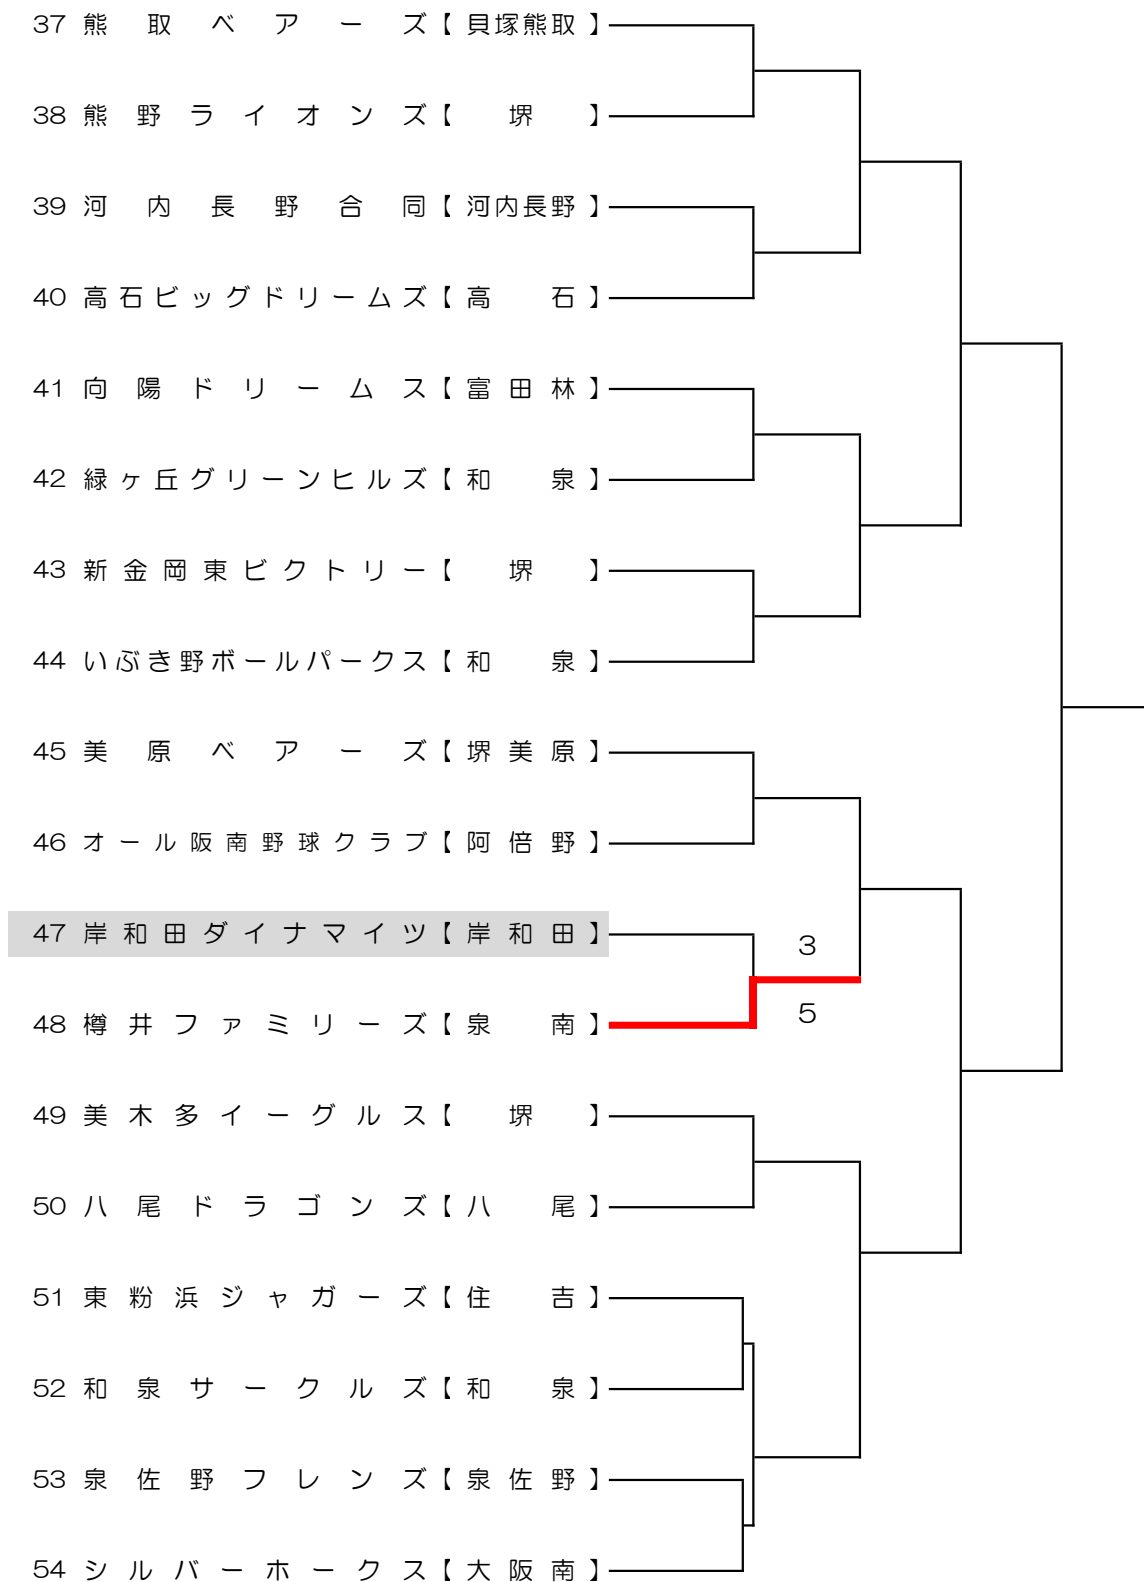 37 熊取ベアーズ【貝塚熊取】
38 熊野ライオンズ【堺】
39 河内長野合同【河内長野】
40 高石ビッグドリームズ【高石】
41 向陽ドリームス【富田林】
42 緑ヶ丘グリーンヒルズ【和泉】
43 新金岡東ビクトリー【堺】
44 いぶき野ボールパークス【和泉】
45 美原ベアーズ【堺美原】
46 オール阪南野球クラブ【阿倍野】
47 岸和田ダイナマイツ【岸和田】
3
5
48 樽井ファミリーズ【泉南】
49 美木多イーグルス【堺】
50 八尾ドラゴンズ【八尾】
51 東粉浜ジャガーズ【住吉】
52 和泉サークルズ【和泉】
53 泉佐野フレンズ【泉佐野】
54 シルバーホークス【大阪南】